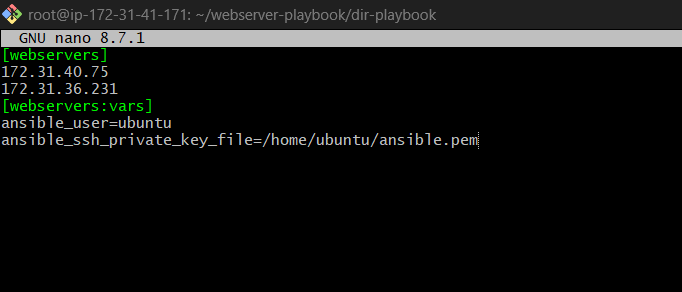 root@ip-172-31-41-171: ~/webserver-playbook/dir-playbook
GNU nano 8.7.1
[webservers]
172.31.40.75
172.31.36.231
[webservers:vars]
ansible_user=ubuntu
ansible_ssh_private_key_file=/home/ubuntu/ansible.pem